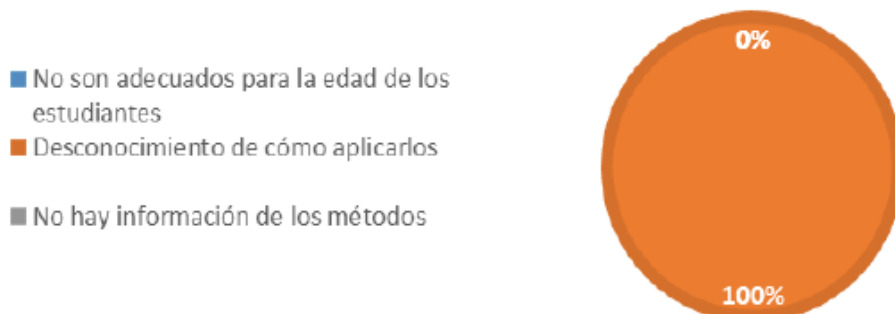 No son adecuados para la edad de los
estudiantes
Desconocimiento de cómo aplicarlos
No hay información de los métodos
0%
100%